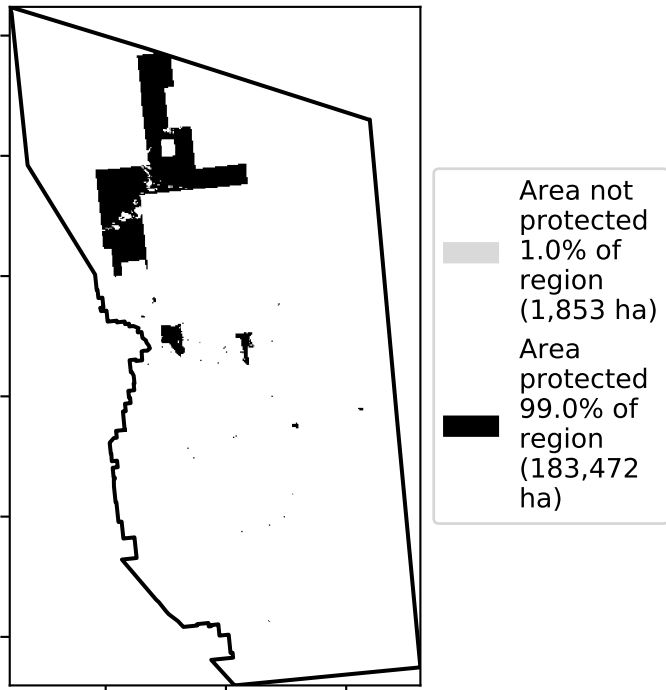 Area not
protected
1.0% of
region
(1,853 ha)
Area
protected
99.0% of
region
(183,472
ha)